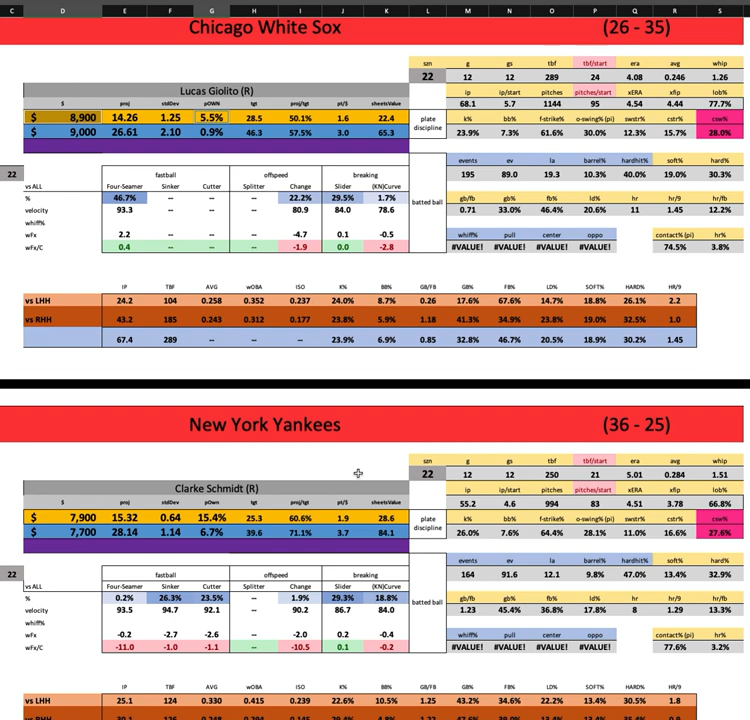 C D E F G H I J K L M N O P Q R S
Chicago White Sox (26 - 35)
szn g gs tbf tbf/start era avg whip
22 12 12 289 24 4.08 0.246 1.26
Lucas Giolito (R) ip ip/start pitches pitches/start xERA xfip lob%
$ proj stdDev pOWN tgt proj/tgt pt/$ sheetsValue 68.1 5.7 1144 95 4.54 4.44 77.7%
$ 8,900 14.26 1.25 5.5% 28.5 50.1% 1.6 22.4 plate discipline k% bb% f-strike% o-swing% (pi) swstr% cstr% csw%
$ 9,000 26.61 2.10 0.9% 46.3 57.5% 3.0 65.3 23.9% 7.3% 61.6% 30.0% 12.3% 15.7% 28.0%
events ev la barrel% hardhit% soft% hard%
22 fastball offspeed breaking 195 89.0 19.3 10.3% 40.0% 19.0% 30.3%
vs ALL Four-Seamer Sinker Cutter Splitter Change Slider (KN)Curve
% 46.7% -- -- -- 22.2% 29.5% 1.7% batted ball gb/fb gb% fb% ld% hr hr/9 hr/fb
velocity 93.3 -- -- -- 80.9 84.0 78.6 0.71 33.0% 46.4% 20.6% 11 1.45 12.2%
whiff%
wFx 2.2 -- -- -- -4.7 0.1 -0.5 whiff% pull center oppo contact% (pi) hr%
wFx/C 0.4 -- -- -- -1.9 0.0 -2.8 #VALUE! #VALUE! #VALUE! #VALUE! 74.5% 3.8%
IP TBF AVG wOBA ISO K% BB% GB/FB GB% FB% LD% SOFT% HARD% HR/9
vs LHH 24.2 104 0.258 0.352 0.237 24.0% 8.7% 0.26 17.6% 67.6% 14.7% 18.8% 26.1% 2.2
vs RHH 43.2 185 0.243 0.312 0.177 23.8% 5.9% 1.18 41.3% 34.9% 23.8% 19.0% 32.5% 1.0
67.4 289 -- -- -- 23.9% 6.9% 0.85 32.8% 46.7% 20.5% 18.9% 30.2% 1.45
New York Yankees (36 - 25)
szn g gs tbf tbf/start era avg whip
22 12 12 250 21 5.01 0.284 1.51
Clarke Schmidt (R) ip ip/start pitches pitches/start xERA xfip lob%
$ proj stdDev pOwn tgt proj/tgt pt/$ sheetsValue 55.2 4.6 994 83 4.51 3.78 66.8%
$ 7,900 15.32 0.64 15.4% 25.3 60.6% 1.9 28.6 plate discipline k% bb% f-strike% o-swing% (pi) swstr% cstr% csw%
$ 7,700 28.14 1.14 6.7% 39.6 71.1% 3.7 84.1 26.0% 7.6% 64.4% 28.1% 11.0% 16.6% 27.6%
events ev la barrel% hardhit% soft% hard%
22 fastball offspeed breaking 164 91.6 12.1 9.8% 47.0% 13.4% 32.9%
vs ALL Four-Seamer Sinker Cutter Splitter Change Slider (KN)Curve
% 0.2% 26.3% 23.5% -- 1.9% 29.3% 18.8% batted ball gb/fb gb% fb% ld% hr hr/9 hr/fb
velocity 93.5 94.7 92.1 -- 90.2 86.7 84.0 1.23 45.4% 36.8% 17.8% 8 1.29 13.3%
whiff%
wFx -0.2 -2.7 -2.6 -- -2.0 0.2 -0.4 whiff% pull center oppo contact% (pi) hr%
wFx/C -11.0 -1.0 -1.1 -- -10.5 0.1 -0.2 #VALUE! #VALUE! #VALUE! #VALUE! 77.6% 3.2%
IP TBF AVG wOBA ISO K% BB% GB/FB GB% FB% LD% SOFT% HARD% HR/9
vs LHH 25.1 124 0.330 0.415 0.239 22.6% 10.5% 1.25 43.2% 34.6% 22.2% 13.4% 30.5% 1.8